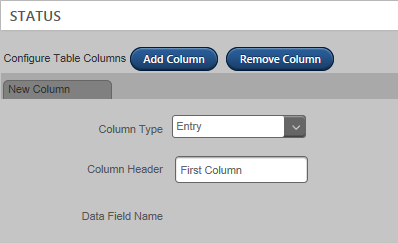 STATUS
Configure Table Columns Add Column Remove Column
New Column
Column Type Entry
Column Header First Column
Data Field Name